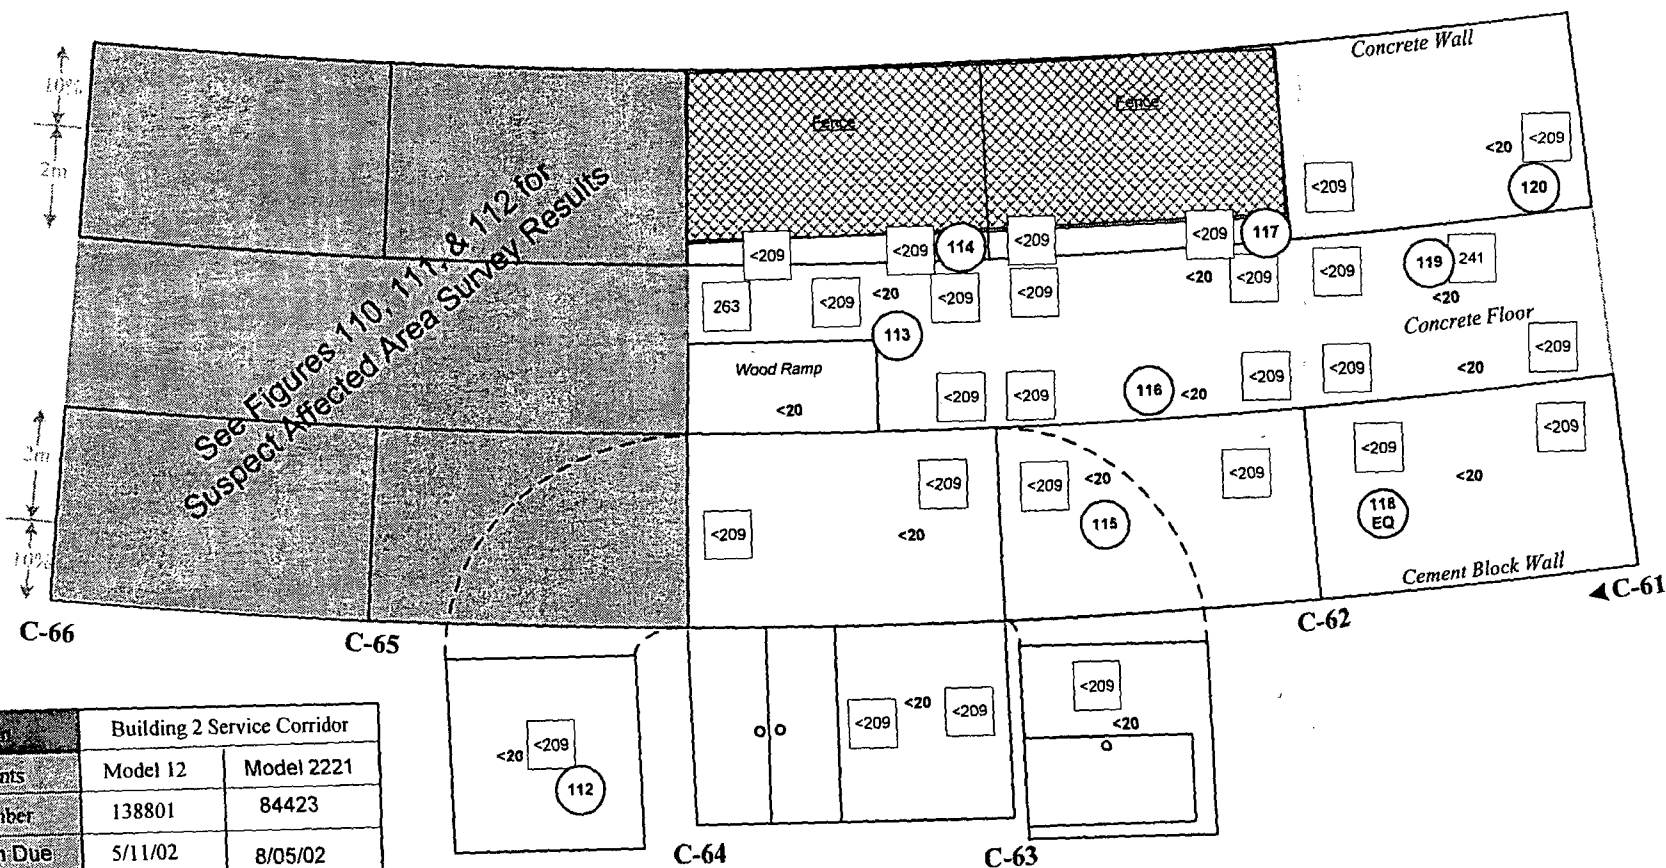 Concrete Wall
10%
2m
Fence
Fence
<20
<209
<209
120
<209
<209
114
<209
<209
117
263
<209
<20
<209
<209
<20
<209
<209
119
241
<20
113
Concrete Floor
Wood Ramp
<20
<209
<209
116
<20
<209
<209
<20
<209
See Figures 110, 111, & 112 for
Suspect Affected Area Survey Results
2m
10%
<209
<209
<20
<209
<20
115
<209
<209
<209
<20
118
EQ
Cement Block Wall
C-66
C-65
C-62
C-61
<20
<209
112
<209
<20
<209
<209
<20
C-64
C-63
Building 2 Service Corridor
Model 12
Model 2221
138801
84423
Due
5/11/02
8/05/02